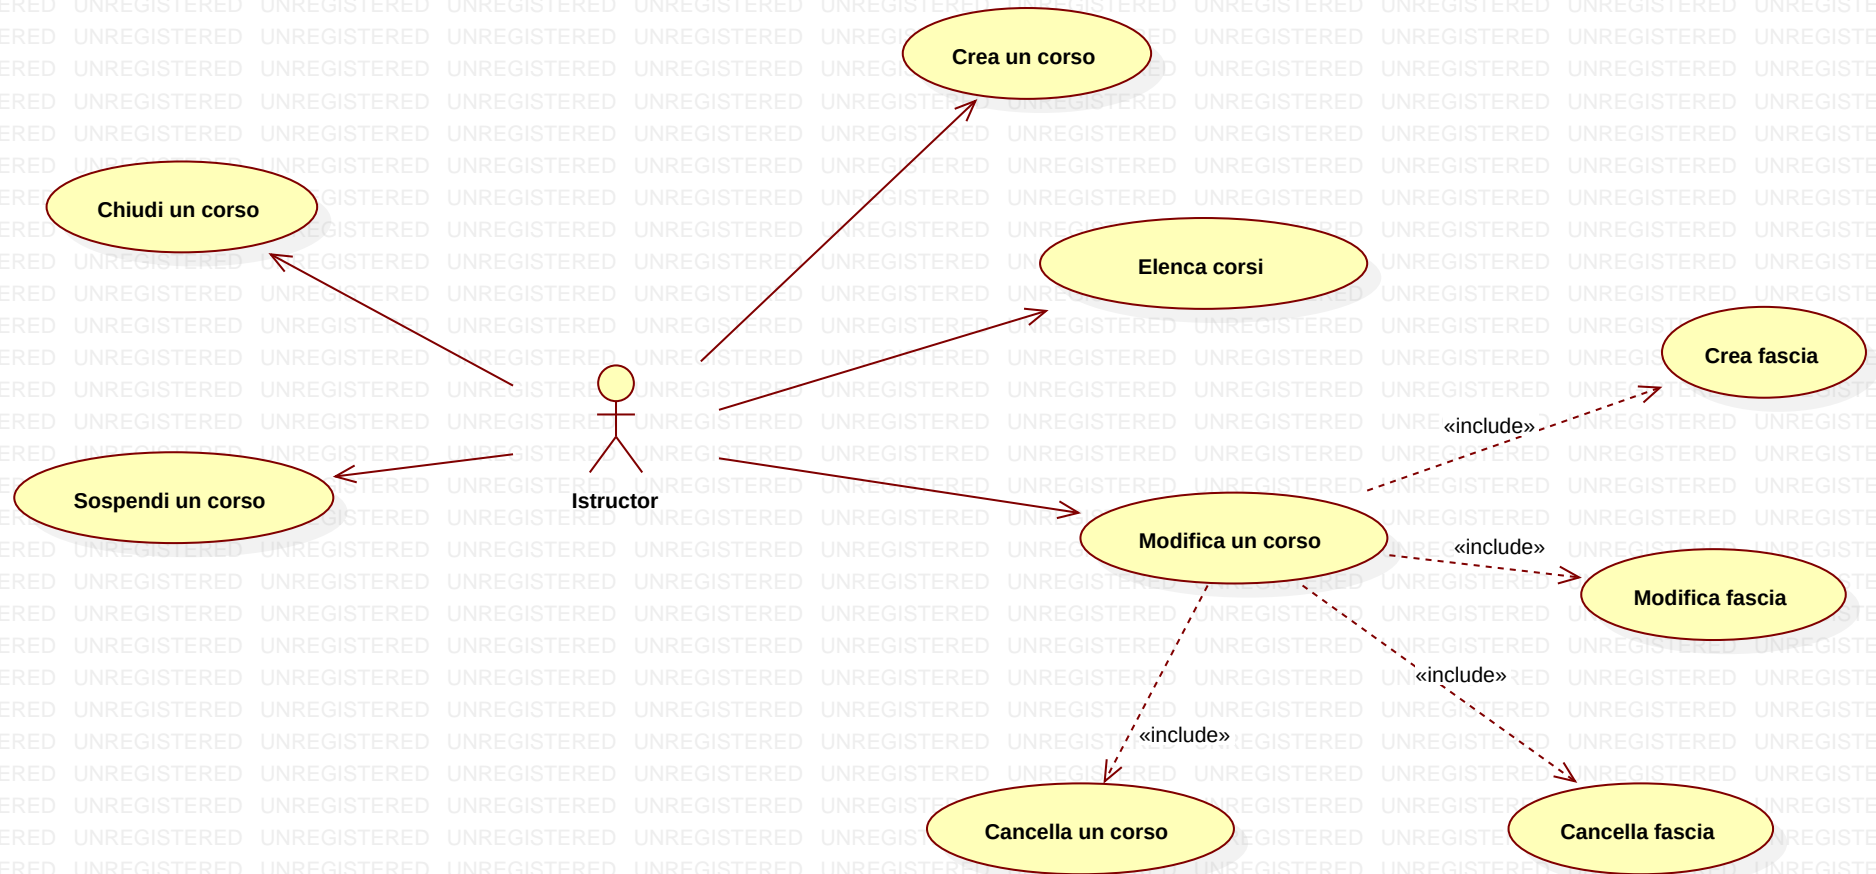 Crea un corso
Chiudi un corso
Elenca corsi
Crea fascia
«include»
Istructor
Sospendi un corso
Modifica un corso
«include»
Modifica fascia
«include»
«include»
Cancella un corso
Cancella fascia
UNREGISTERED